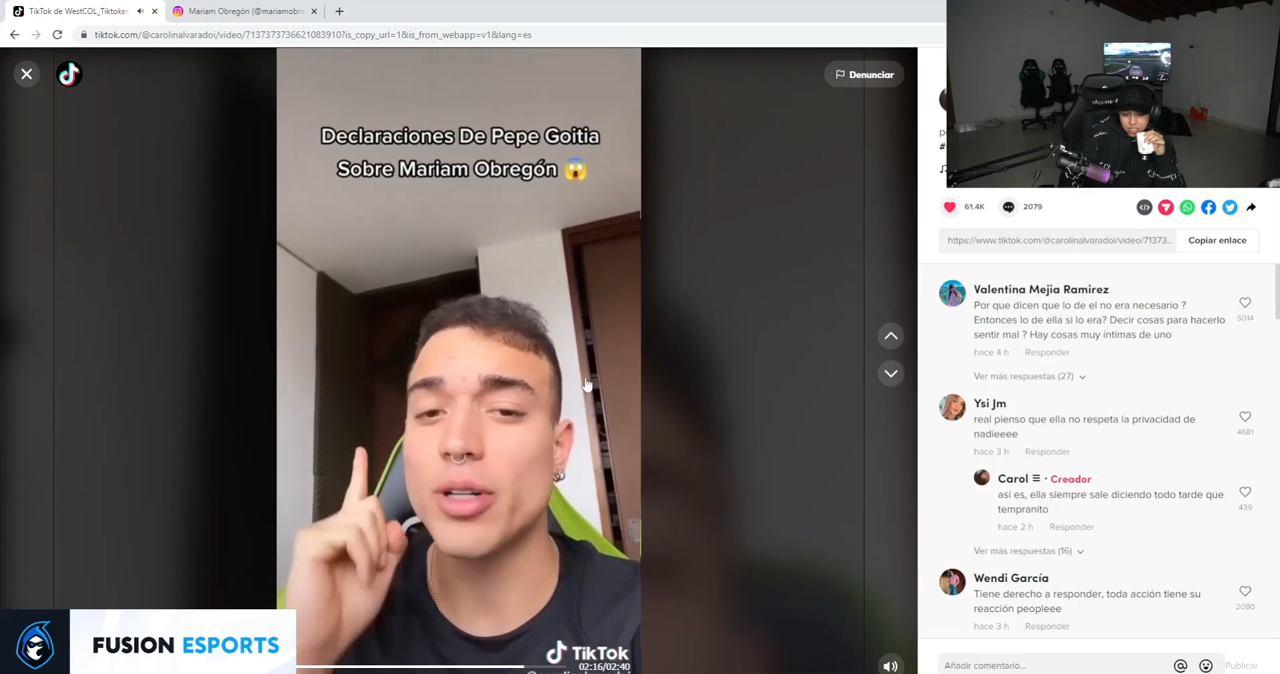 TikTok de WestCOL_Tiktoke
Mariam Obregón (@mariamobre
tiktok.com/@carolinalvaradoi/video/7137373736621083910?is_copy_url=1&is_from_webapp=v1&lang=es
Denunciar
Declaraciones De Pepe Goitia
Sobre Mariam Obregón 😱
TikTok
02:16/02:40
FUSION ESPORTS
61.4K
2079
https://www.tiktok.com/@carolinalvaradoi/video/71373...
Copiar enlace
Valentina Mejia Ramirez
Por que dicen que lo de el no era necesario ?
Entonces lo de ella si lo era? Decir cosas para hacerlo
sentir mal ? Hay cosas muy íntimas de uno
5014
hace 4 h Responder
Ver más respuestas (27)
Ysi Jm
real pienso que ella no respeta la privacidad de
nadieeee
4681
hace 3 h Responder
Carol ☰ · Creador
así es, ella siempre sale diciendo todo tarde que
tempranito
439
hace 2 h Responder
Ver más respuestas (16)
Wendi García
Tiene derecho a responder, toda acción tiene su
reacción peopleee
2090
hace 3 h Responder
Añadir comentario...
Publicar